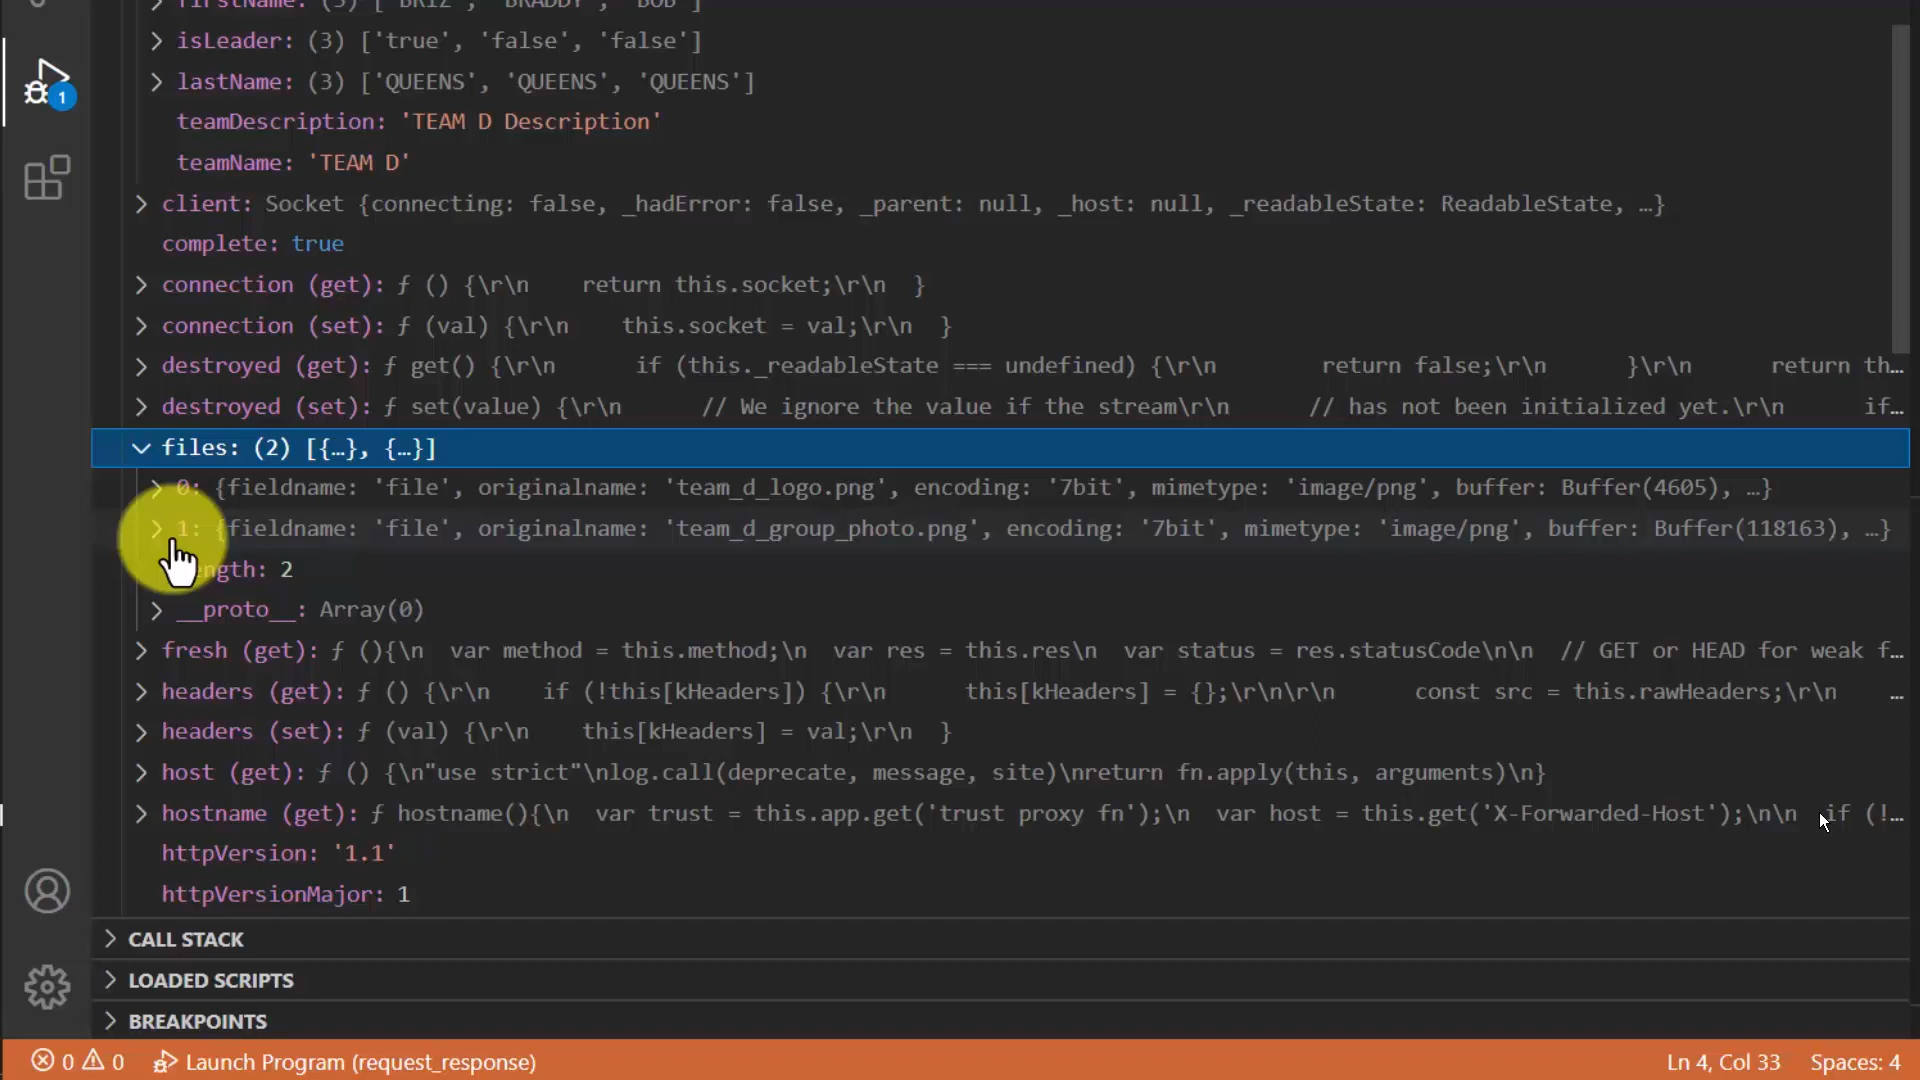 firstName: (3) ['BRIZ', 'BRADDY', 'BOB']
isLeader: (3) ['true', 'false', 'false']
lastName: (3) ['QUEENS', 'QUEENS', 'QUEENS']
teamDescription: 'TEAM D Description'
teamName: 'TEAM D'
client: Socket {connecting: false, _hadError: false, _parent: null, _host: null, _readableState: ReadableState, …}
complete: true
connection (get): ƒ () {\r\n    return this.socket;\r\n  }
connection (set): ƒ (val) {\r\n    this.socket = val;\r\n  }
destroyed (get): ƒ get() {\r\n      if (this._readableState === undefined) {\r\n        return false;\r\n      }\r\n      return th…
destroyed (set): ƒ set(value) {\r\n      // We ignore the value if the stream\r\n      // has not been initialized yet.\r\n      if…
files: (2) [{…}, {…}]
0: {fieldname: 'file', originalname: 'team_d_logo.png', encoding: '7bit', mimetype: 'image/png', buffer: Buffer(4605), …}
1: {fieldname: 'file', originalname: 'team_d_group_photo.png', encoding: '7bit', mimetype: 'image/png', buffer: Buffer(118163), …}
length: 2
__proto__: Array(0)
fresh (get): ƒ (){\n  var method = this.method;\n  var res = this.res\n  var status = res.statusCode\n\n  // GET or HEAD for weak f…
headers (get): ƒ () {\r\n    if (!this[kHeaders]) {\r\n      this[kHeaders] = {};\r\n\r\n      const src = this.rawHeaders;\r\n    …
headers (set): ƒ (val) {\r\n    this[kHeaders] = val;\r\n  }
host (get): ƒ () {\n"use strict"\nlog.call(deprecate, message, site)\nreturn fn.apply(this, arguments)\n}
hostname (get): ƒ hostname(){\n  var trust = this.app.get('trust proxy fn');\n  var host = this.get('X-Forwarded-Host');\n\n  if (!…
httpVersion: '1.1'
httpVersionMajor: 1
CALL STACK
LOADED SCRIPTS
BREAKPOINTS
1
0 0 Launch Program (request_response) Ln 4, Col 33 Spaces: 4